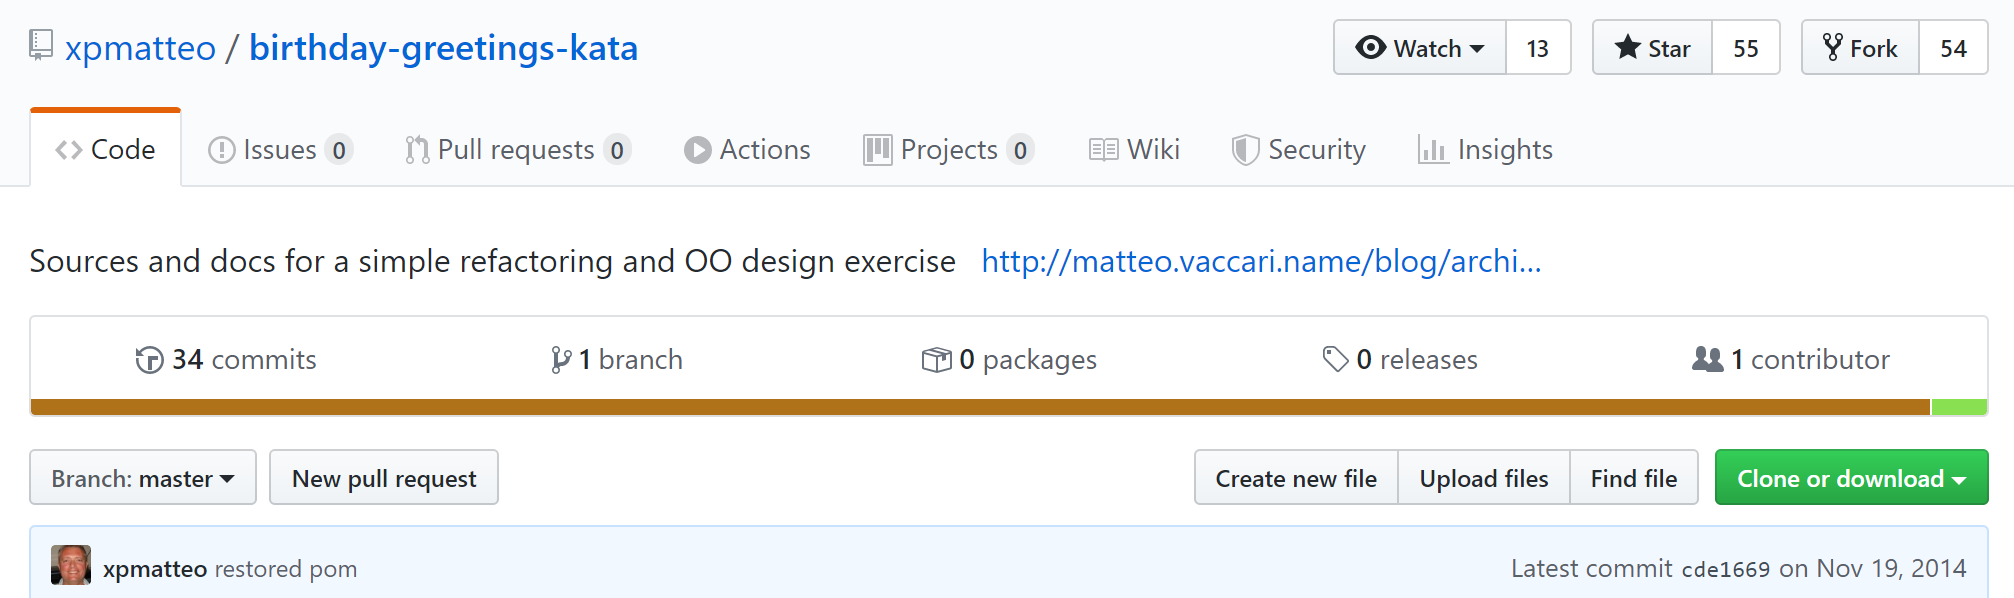 xpmatteo / birthday-greetings-kata
Watch 13 Star 55 Fork 54
Code Issues 0 Pull requests 0 Actions Projects 0 Wiki Security Insights
Sources and docs for a simple refactoring and OO design exercise http://matteo.vaccari.name/blog/archi...
34 commits 1 branch 0 packages 0 releases 1 contributor
Branch: master New pull request Create new file Upload files Find file Clone or download
xpmatteo restored pom Latest commit cde1669 on Nov 19, 2014